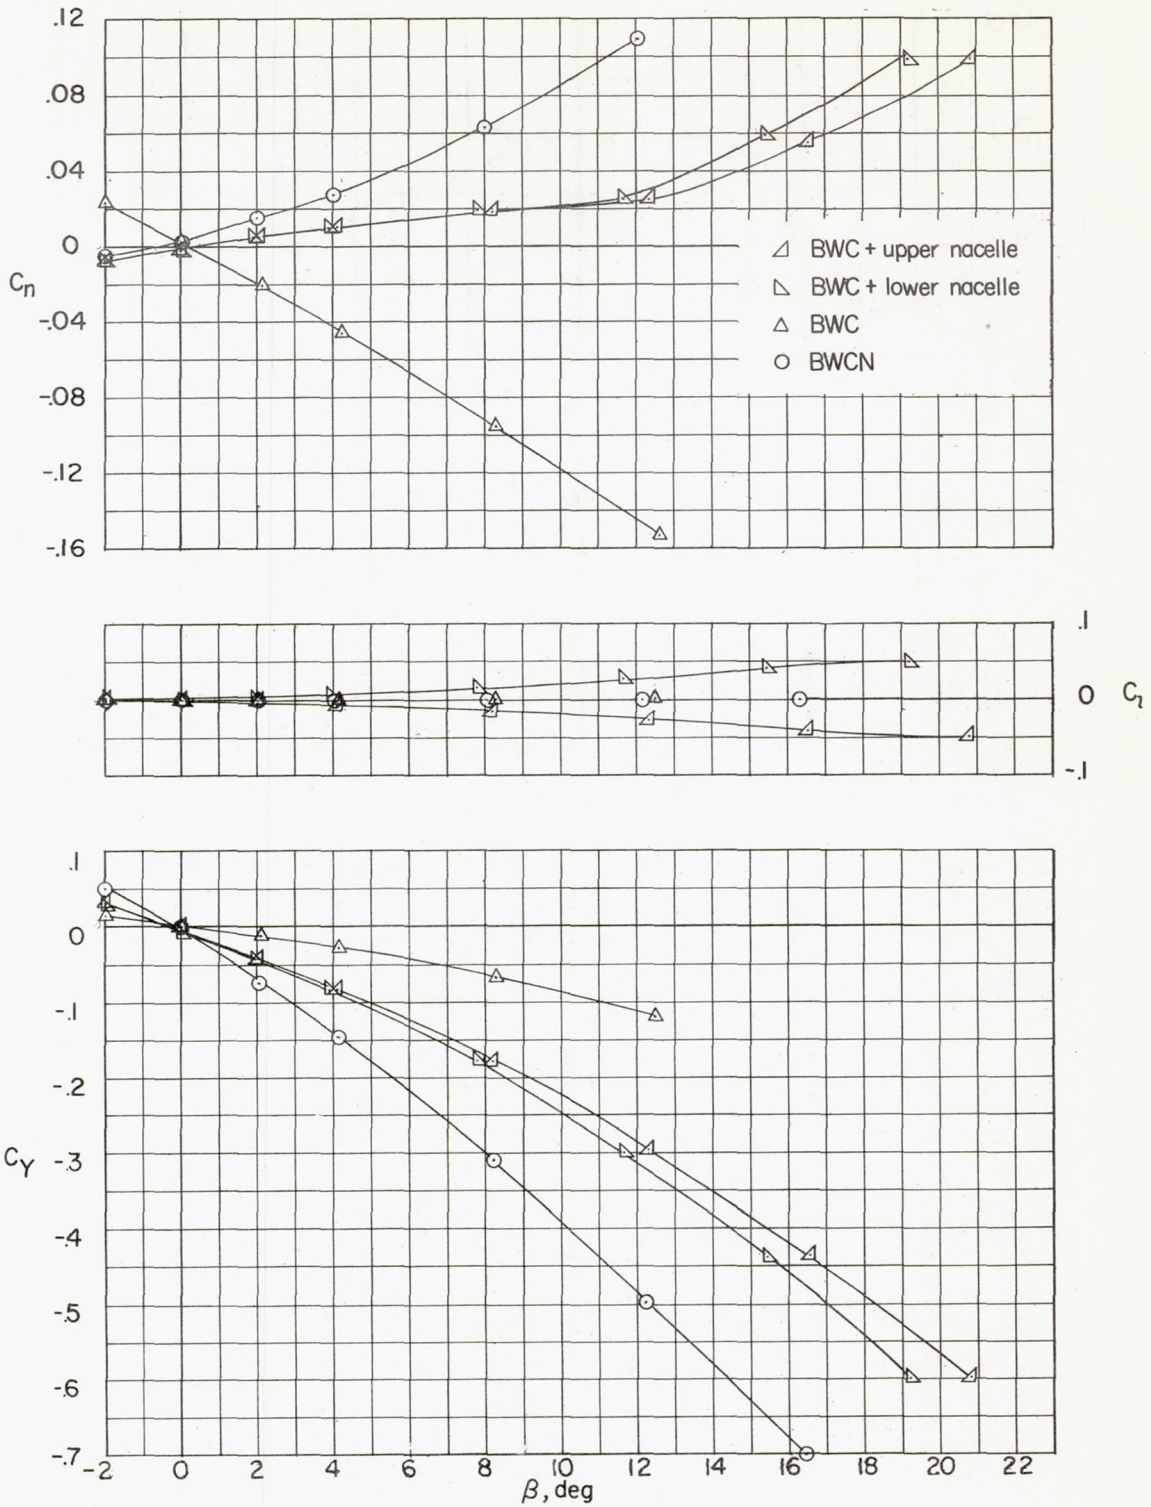 .12
.08
.04
0
Cn
-.04
-.08
-.12
-.16
BWC + upper nacelle
BWC + lower nacelle
BWC
BWCN
.1
0 Cl
-.1
.1
0
-.1
-.2
CY -.3
-.4
-.5
-.6
-.7
-2 0 2 4 6 8 10 12 14 16 18 20 22
β, deg